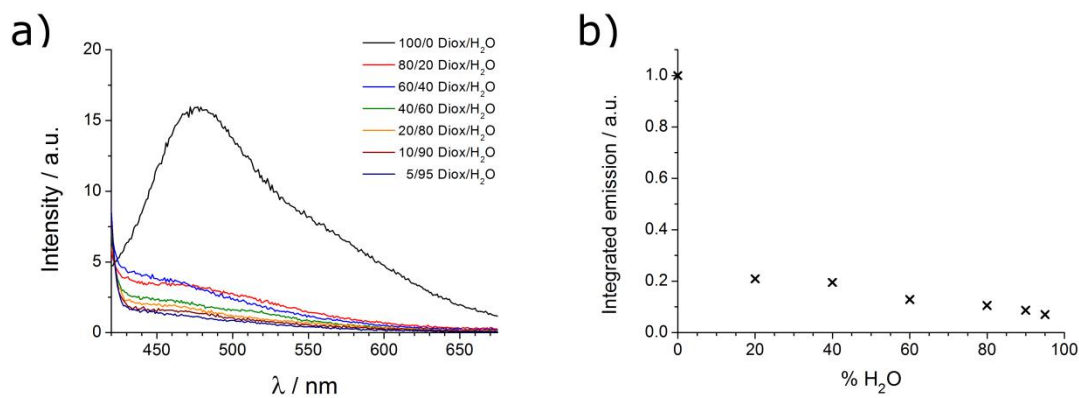 a)
20
15
10
5
0
Intensity / a.u.
450 500 550 600 650
λ / nm
100/0 Diox/H₂O
80/20 Diox/H₂O
60/40 Diox/H₂O
40/60 Diox/H₂O
20/80 Diox/H₂O
10/90 Diox/H₂O
5/95 Diox/H₂O
b)
1.0
0.8
0.6
0.4
0.2
0.0
Integrated emission / a.u.
0 20 40 60 80 100
% H₂O